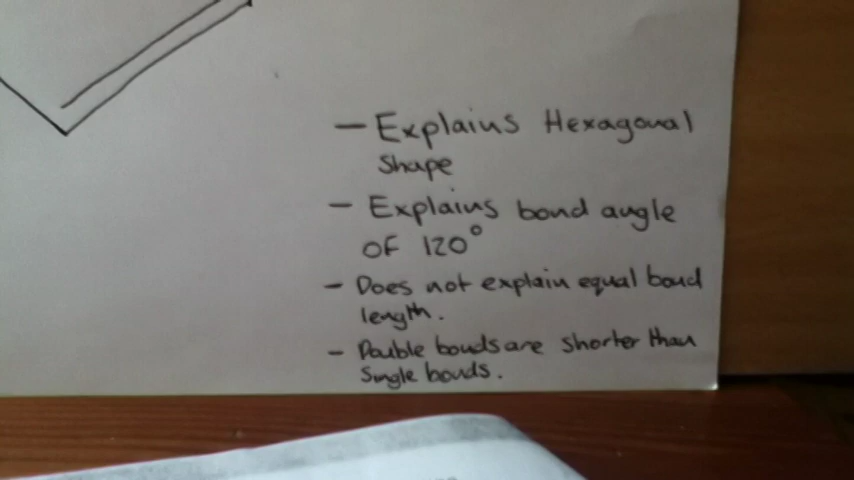 — Explains Hexagonal
Shape
— Explains bond angle
OF 120°
— Does not explain equal bond
length.
— Double bonds are shorter than
Single bonds.